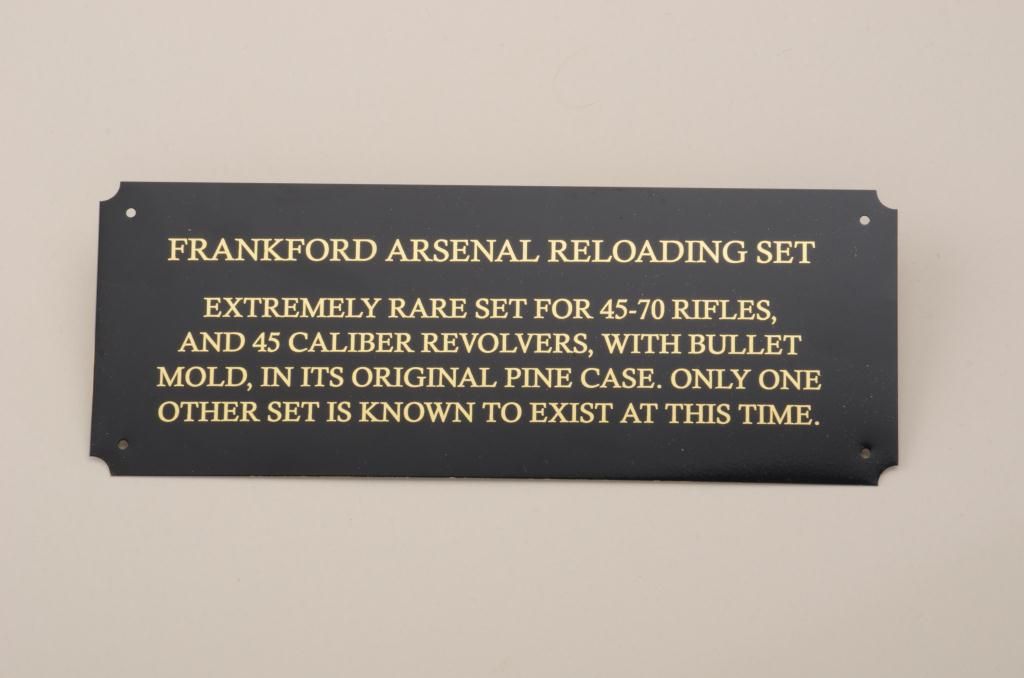 FRANKFORD ARSENAL RELOADING SET
EXTREMELY RARE SET FOR 45-70 RIFLES,
AND 45 CALIBER REVOLVERS, WITH BULLET
MOLD, IN ITS ORIGINAL PINE CASE. ONLY ONE
OTHER SET IS KNOWN TO EXIST AT THIS TIME.